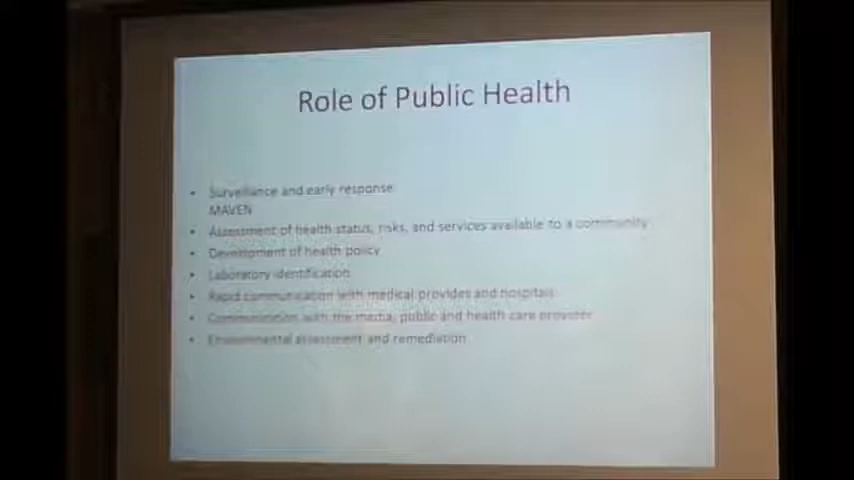 Role of Public Health
• Surveillance and early response
MAVEN
• Assessment of health status, risks, and services available to a community
• Development of health policy
• Laboratory identification
• Rapid communication with medical provides and hospitals
• Communication with the media, public and health care provider
• Environmental assessment and remediation